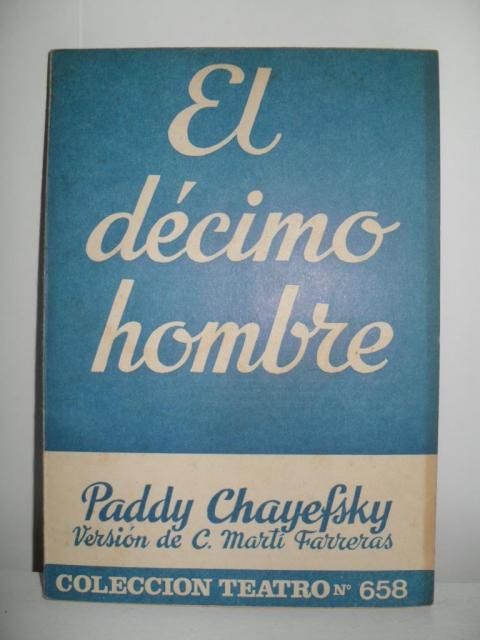 El
décimo
hombre
Paddy Chayefsky
Versión de C. Martí Farreras
COLECCION TEATRO Nº 658